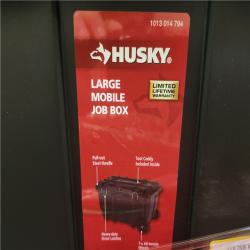 1013 014 794
HUSKY
LARGE
MOBILE
JOB BOX
LIMITED
LIFETIME
WARRANTY
Pull-out
Steel Handle
Tool Caddy
Included Inside
Heavy-duty
Steel Latches